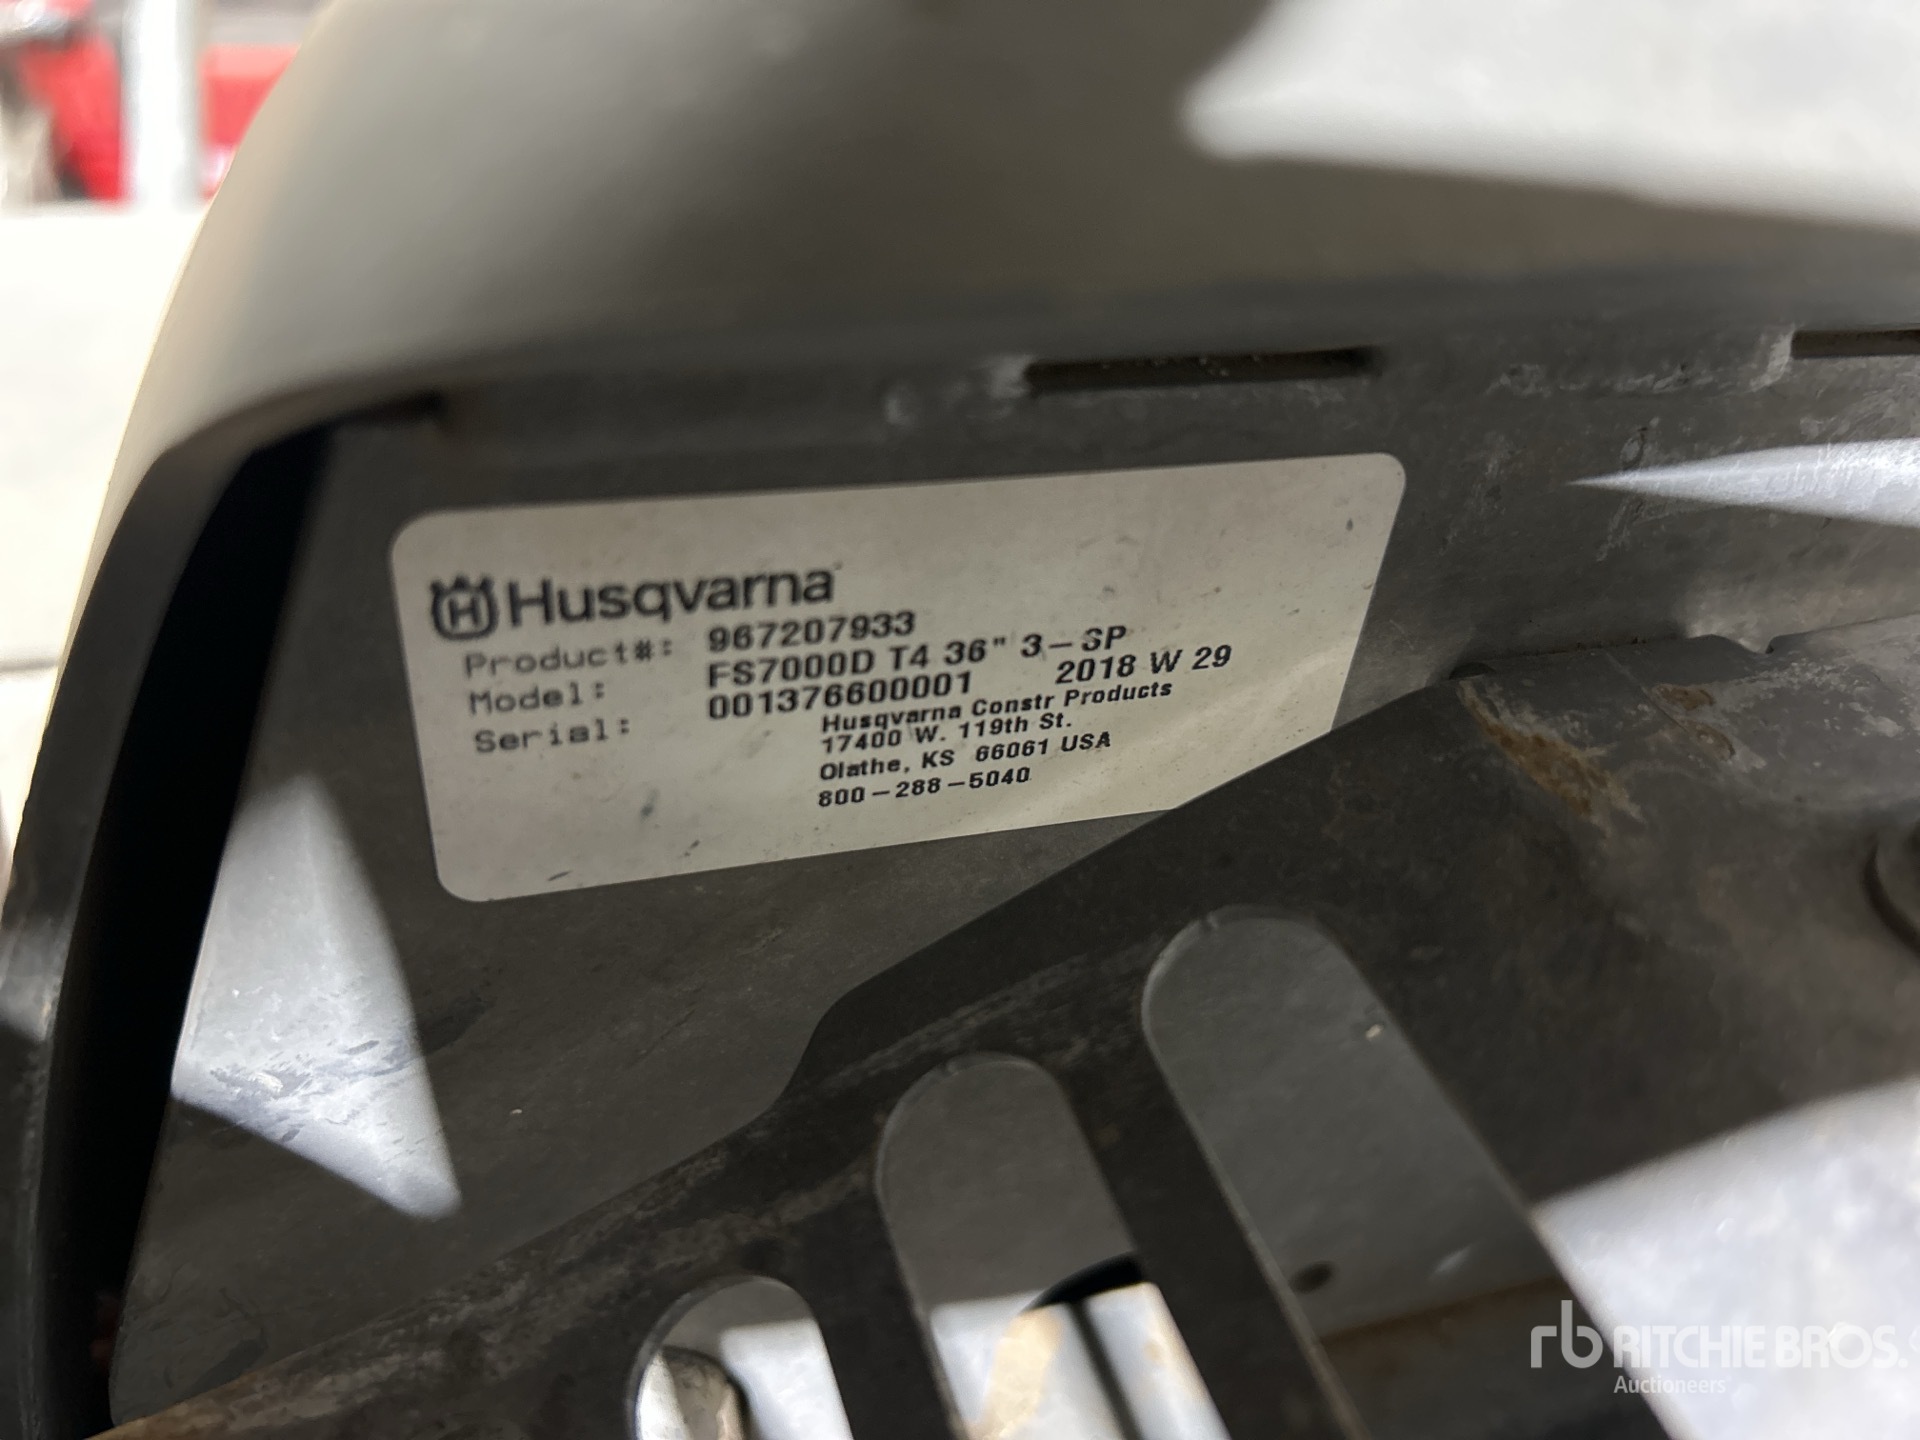 Husqvarna
Product#: 967207933
Model: FS7000D T4 36" 3-SP
Serial: 001376600001 2018 W 29
Husqvarna Constr Products
17400 W. 119th St.
Olathe, KS 66061 USA
800-288-5040
rb RITCHIE BROS.
Auctioneers